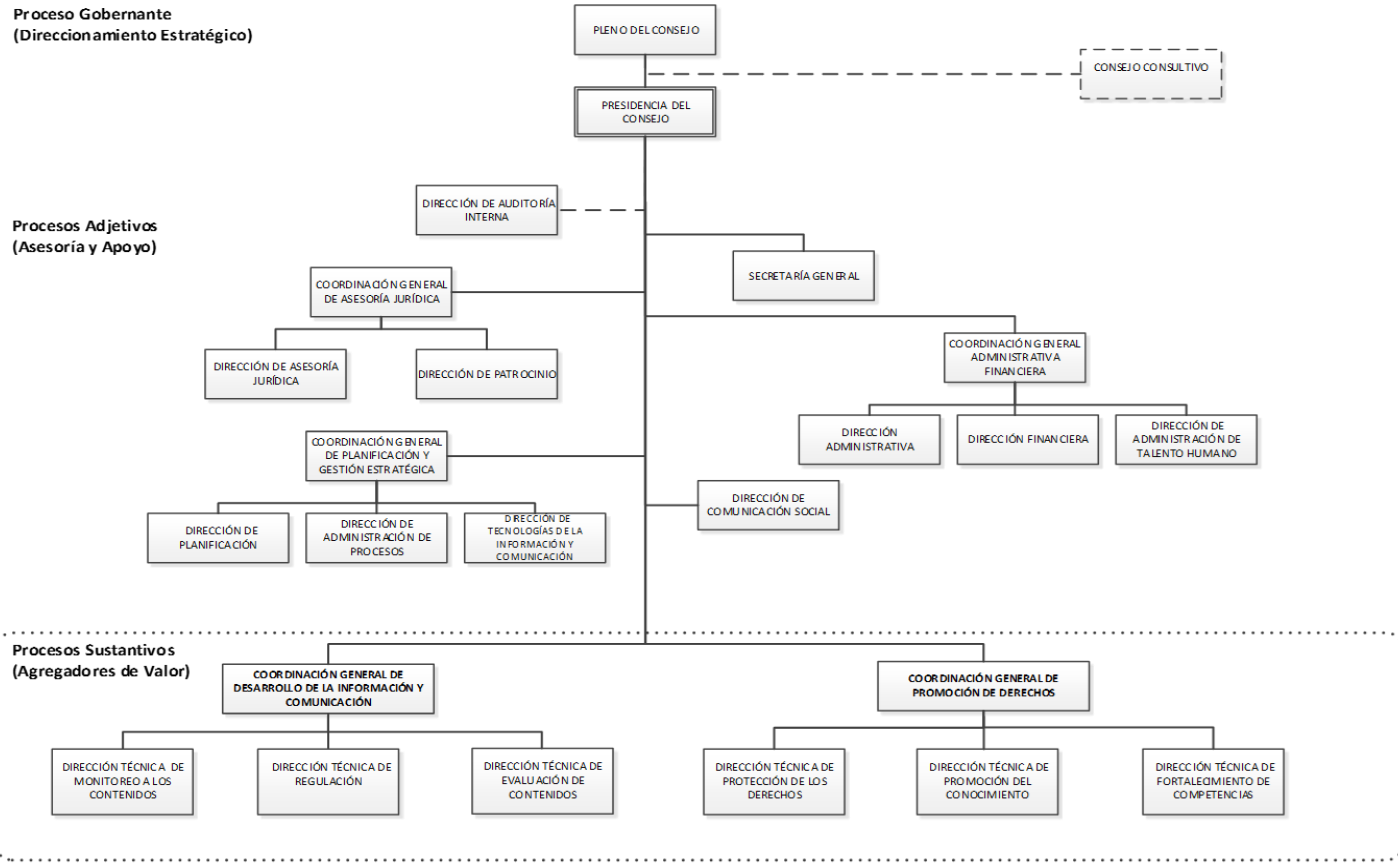 Proceso Gobernante
(Direccionamiento Estratégico)
PLENO DEL CONSEJO
CONSEJO CONSULTIVO
PRESIDENCIA DEL
CONSEJO
DIRECCIÓN DE AUDITORÍA
INTERNA
Procesos Adjetivos
(Asesoría y Apoyo)
SECRETARÍA GENERAL
COORDINACIÓN GENERAL
DE ASESORÍA JURÍDICA
COORDINACIÓN GENERAL
ADMINISTRATIVA
FINANCIERA
DIRECCIÓN DE ASESORÍA
JURÍDICA
DIRECCIÓN DE PATROCINIO
DIRECCIÓN
ADMINISTRATIVA
DIRECCIÓN FINANCIERA
DIRECCIÓN DE
ADMINISTRACIÓN DE
TALENTO HUMANO
COORDINACIÓN GENERAL
DE PLANIFICACIÓN Y
GESTIÓN ESTRATÉGICA
DIRECCIÓN DE
COMUNICACIÓN SOCIAL
DIRECCIÓN DE
PLANIFICACIÓN
DIRECCIÓN DE
ADMINISTRACIÓN DE
PROCESOS
DIRECCIÓN DE
TECNOLOGÍAS DE LA
INFORMACIÓN Y
COMUNICACIÓN
Procesos Sustantivos
(Agregadores de Valor)
COORDINACIÓN GENERAL DE
DESARROLLO DE LA INFORMACIÓN Y
COMUNICACIÓN
COORDINACIÓN GENERAL DE
PROMOCIÓN DE DERECHOS
DIRECCIÓN TÉCNICA DE
MONITOREO A LOS
CONTENIDOS
DIRECCIÓN TÉCNICA DE
REGULACIÓN
DIRECCIÓN TÉCNICA DE
EVALUACIÓN DE
CONTENIDOS
DIRECCIÓN TÉCNICA DE
PROTECCIÓN DE LOS
DERECHOS
DIRECCIÓN TÉCNICA DE
PROMOCIÓN DEL
CONOCIMIENTO
DIRECCIÓN TÉCNICA DE
FORTALECIMIENTO DE
COMPETENCIAS